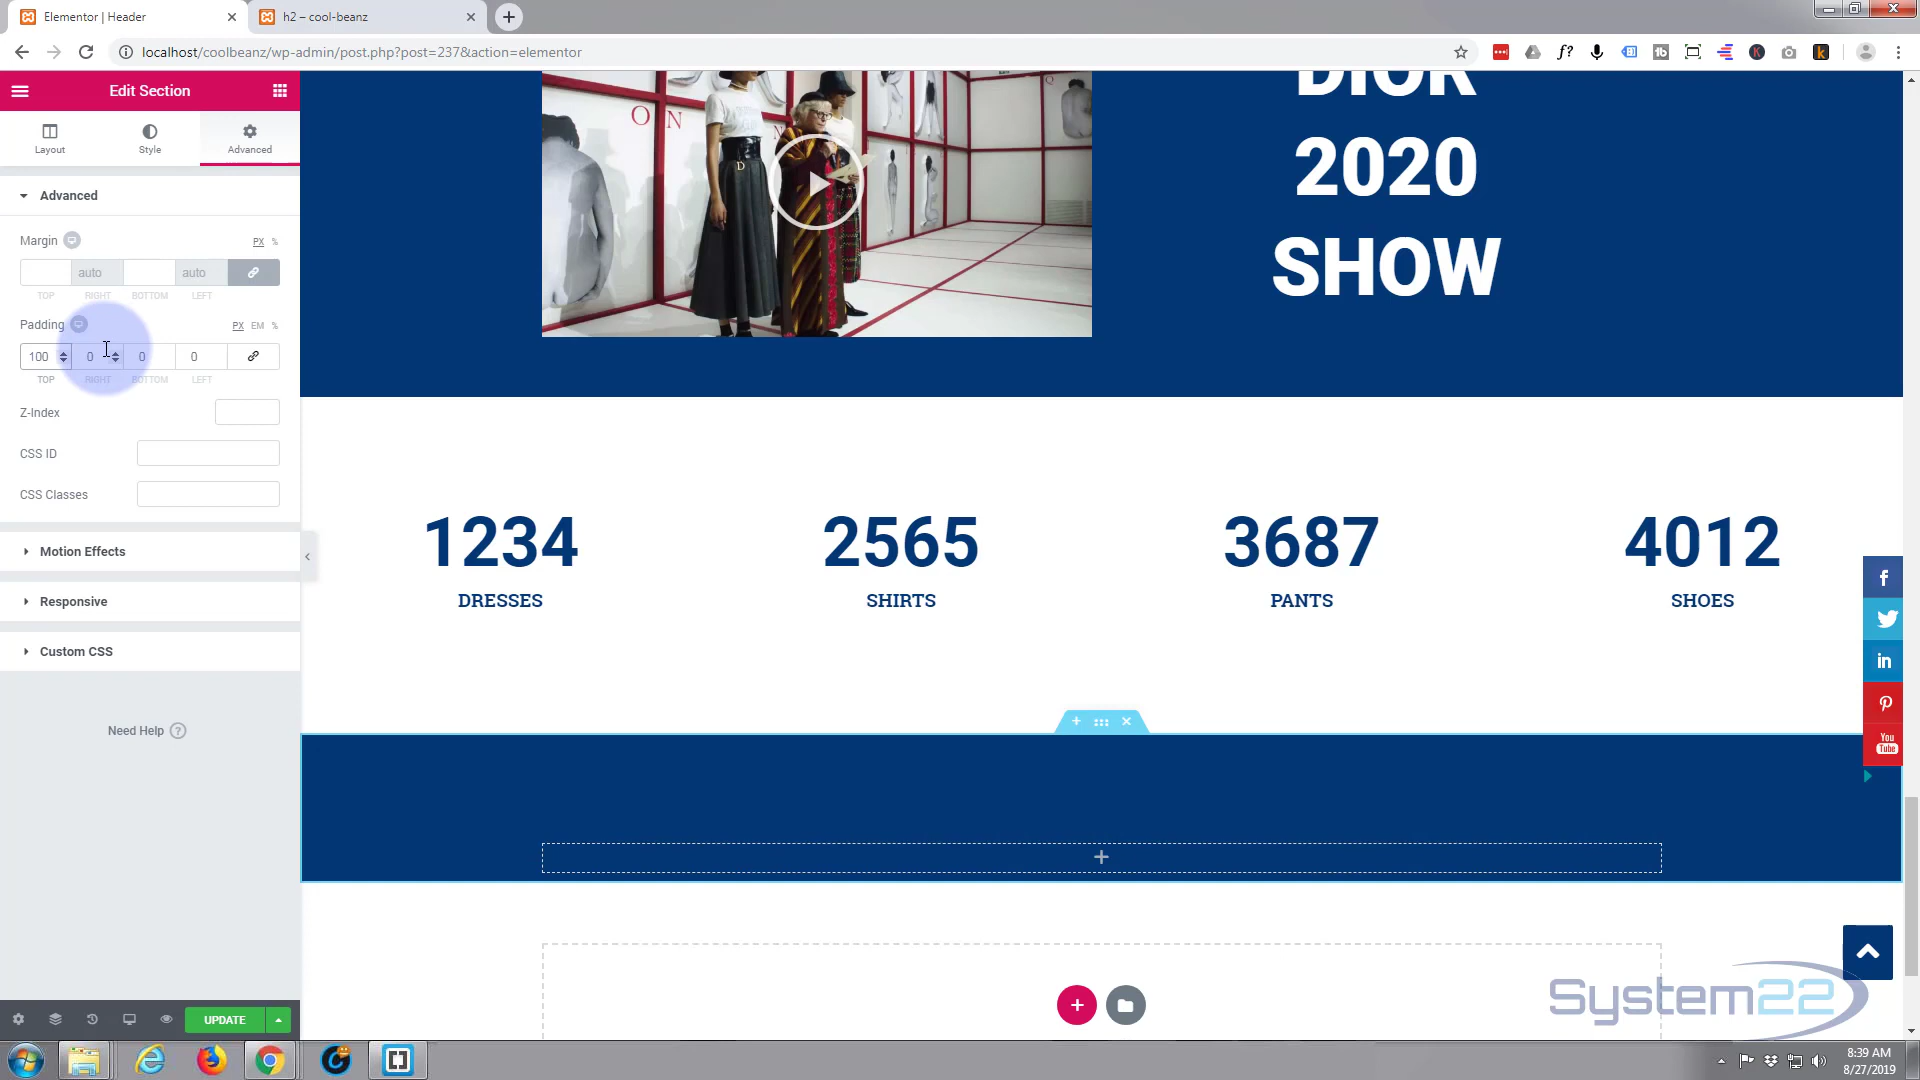 Elementor | Header
h2 – cool-beanz
localhost/coolbeanz/wp-admin/post.php?post=237&action=elementor
Edit Section
Layout
Style
Advanced
Advanced
Margin
PX %
auto
auto
TOP RIGHT BOTTOM LEFT
Padding
PX EM %
100 0 0 0
TOP RIGHT BOTTOM LEFT
Z-Index
CSS ID
CSS Classes
Motion Effects
Responsive
Custom CSS
Need Help ?
UPDATE
O N
D
DIOR
2020
SHOW
1234
DRESSES
2565
SHIRTS
3687
PANTS
4012
SHOES
You
Tube
System22
8:39 AM
8/27/2019